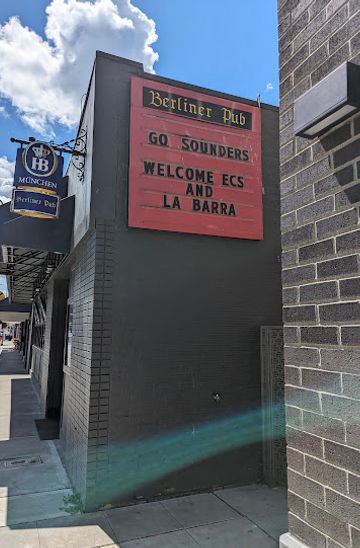 Berliner Pub
GO SOUNDERS
WELCOME ECS
AND
LA BARRA
HB
MÜNCHEN
Berliner Pub